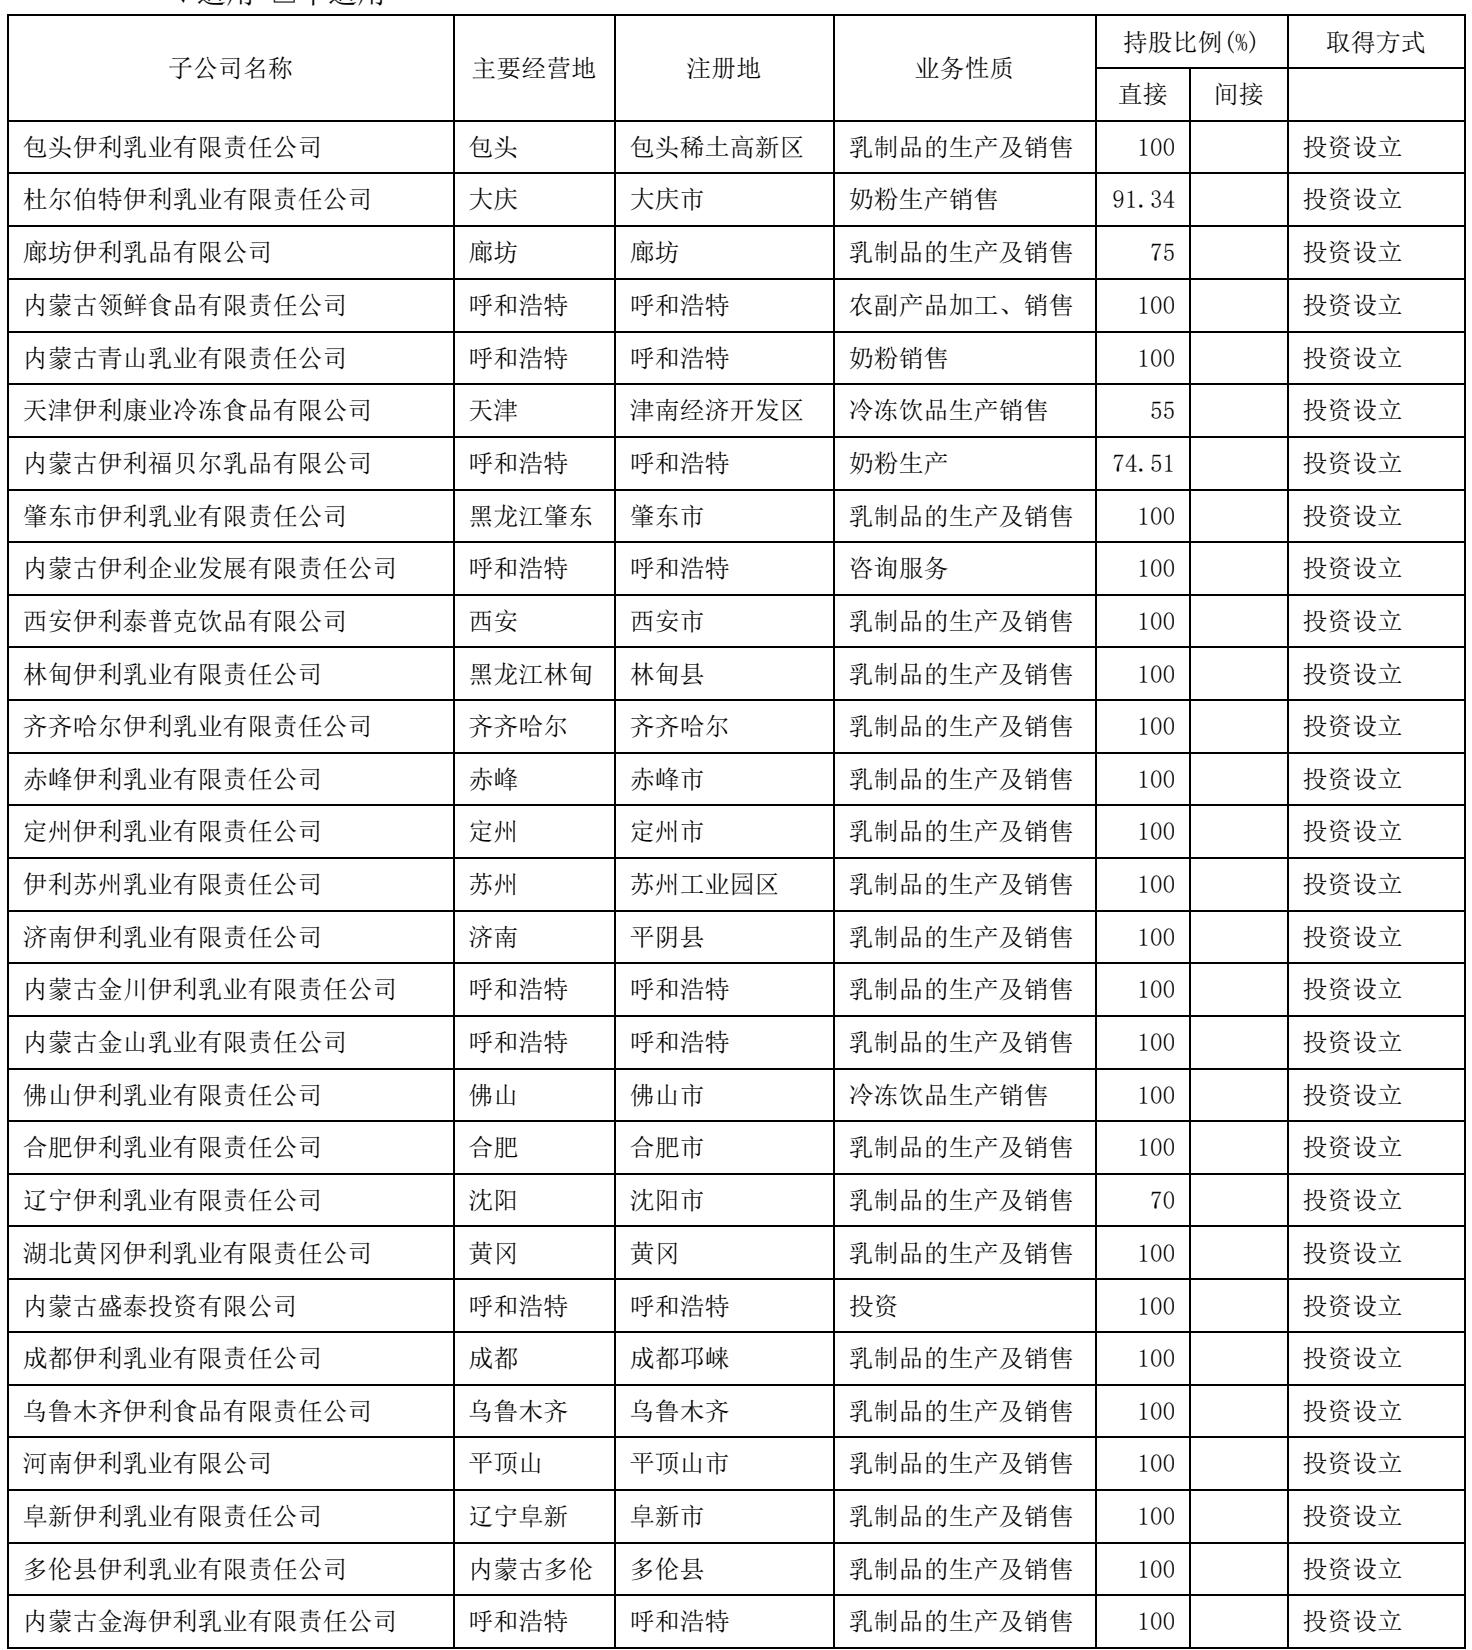 √适用 □不适用
子公司名称 主要经营地 注册地 业务性质 持股比例(%) 取得方式
直接 间接
包头伊利乳业有限责任公司 包头 包头稀土高新区 乳制品的生产及销售 100 投资设立
杜尔伯特伊利乳业有限责任公司 大庆 大庆市 奶粉生产销售 91.34 投资设立
廊坊伊利乳品有限公司 廊坊 廊坊 乳制品的生产及销售 75 投资设立
内蒙古领鲜食品有限责任公司 呼和浩特 呼和浩特 农副产品加工、销售 100 投资设立
内蒙古青山乳业有限责任公司 呼和浩特 呼和浩特 奶粉销售 100 投资设立
天津伊利康业冷冻食品有限公司 天津 津南经济开发区 冷冻饮品生产销售 55 投资设立
内蒙古伊利福贝尔乳品有限公司 呼和浩特 呼和浩特 奶粉生产 74.51 投资设立
肇东市伊利乳业有限责任公司 黑龙江肇东 肇东市 乳制品的生产及销售 100 投资设立
内蒙古伊利企业发展有限责任公司 呼和浩特 呼和浩特 咨询服务 100 投资设立
西安伊利泰普克饮品有限公司 西安 西安市 乳制品的生产及销售 100 投资设立
林甸伊利乳业有限责任公司 黑龙江林甸 林甸县 乳制品的生产及销售 100 投资设立
齐齐哈尔伊利乳业有限责任公司 齐齐哈尔 齐齐哈尔 乳制品的生产及销售 100 投资设立
赤峰伊利乳业有限责任公司 赤峰 赤峰市 乳制品的生产及销售 100 投资设立
定州伊利乳业有限责任公司 定州 定州市 乳制品的生产及销售 100 投资设立
伊利苏州乳业有限责任公司 苏州 苏州工业园区 乳制品的生产及销售 100 投资设立
济南伊利乳业有限责任公司 济南 平阴县 乳制品的生产及销售 100 投资设立
内蒙古金川伊利乳业有限责任公司 呼和浩特 呼和浩特 乳制品的生产及销售 100 投资设立
内蒙古金山乳业有限责任公司 呼和浩特 呼和浩特 乳制品的生产及销售 100 投资设立
佛山伊利乳业有限责任公司 佛山 佛山市 冷冻饮品生产销售 100 投资设立
合肥伊利乳业有限责任公司 合肥 合肥市 乳制品的生产及销售 100 投资设立
辽宁伊利乳业有限责任公司 沈阳 沈阳市 乳制品的生产及销售 70 投资设立
湖北黄冈伊利乳业有限责任公司 黄冈 黄冈 乳制品的生产及销售 100 投资设立
内蒙古盛泰投资有限公司 呼和浩特 呼和浩特 投资 100 投资设立
成都伊利乳业有限责任公司 成都 成都邛崃 乳制品的生产及销售 100 投资设立
乌鲁木齐伊利食品有限责任公司 乌鲁木齐 乌鲁木齐 乳制品的生产及销售 100 投资设立
河南伊利乳业有限公司 平顶山 平顶山市 乳制品的生产及销售 100 投资设立
阜新伊利乳业有限责任公司 辽宁阜新 阜新市 乳制品的生产及销售 100 投资设立
多伦县伊利乳业有限责任公司 内蒙古多伦 多伦县 乳制品的生产及销售 100 投资设立
内蒙古金海伊利乳业有限责任公司 呼和浩特 呼和浩特 乳制品的生产及销售 100 投资设立